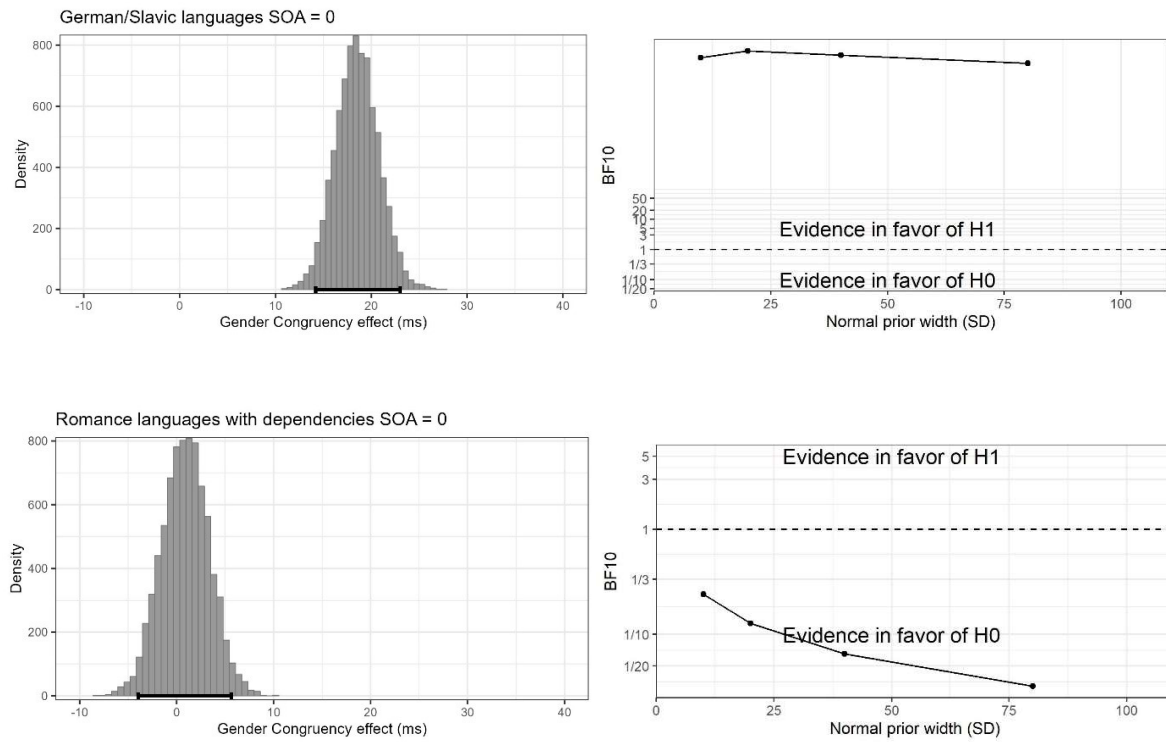 German/Slavic languages SOA = 0
800
600
400
200
0
Density
-10 0 10 20 30 40
Gender Congruency effect (ms)
BF10
50
20
10
5
3
1
1/3
1/10
1/20
Evidence in favor of H1
Evidence in favor of H0
0 25 50 75 100
Normal prior width (SD)
Romance languages with dependencies SOA = 0
800
600
400
200
0
Density
-10 0 10 20 30 40
Gender Congruency effect (ms)
BF10
5
3
1
1/3
1/10
1/20
Evidence in favor of H1
Evidence in favor of H0
0 25 50 75 100
Normal prior width (SD)